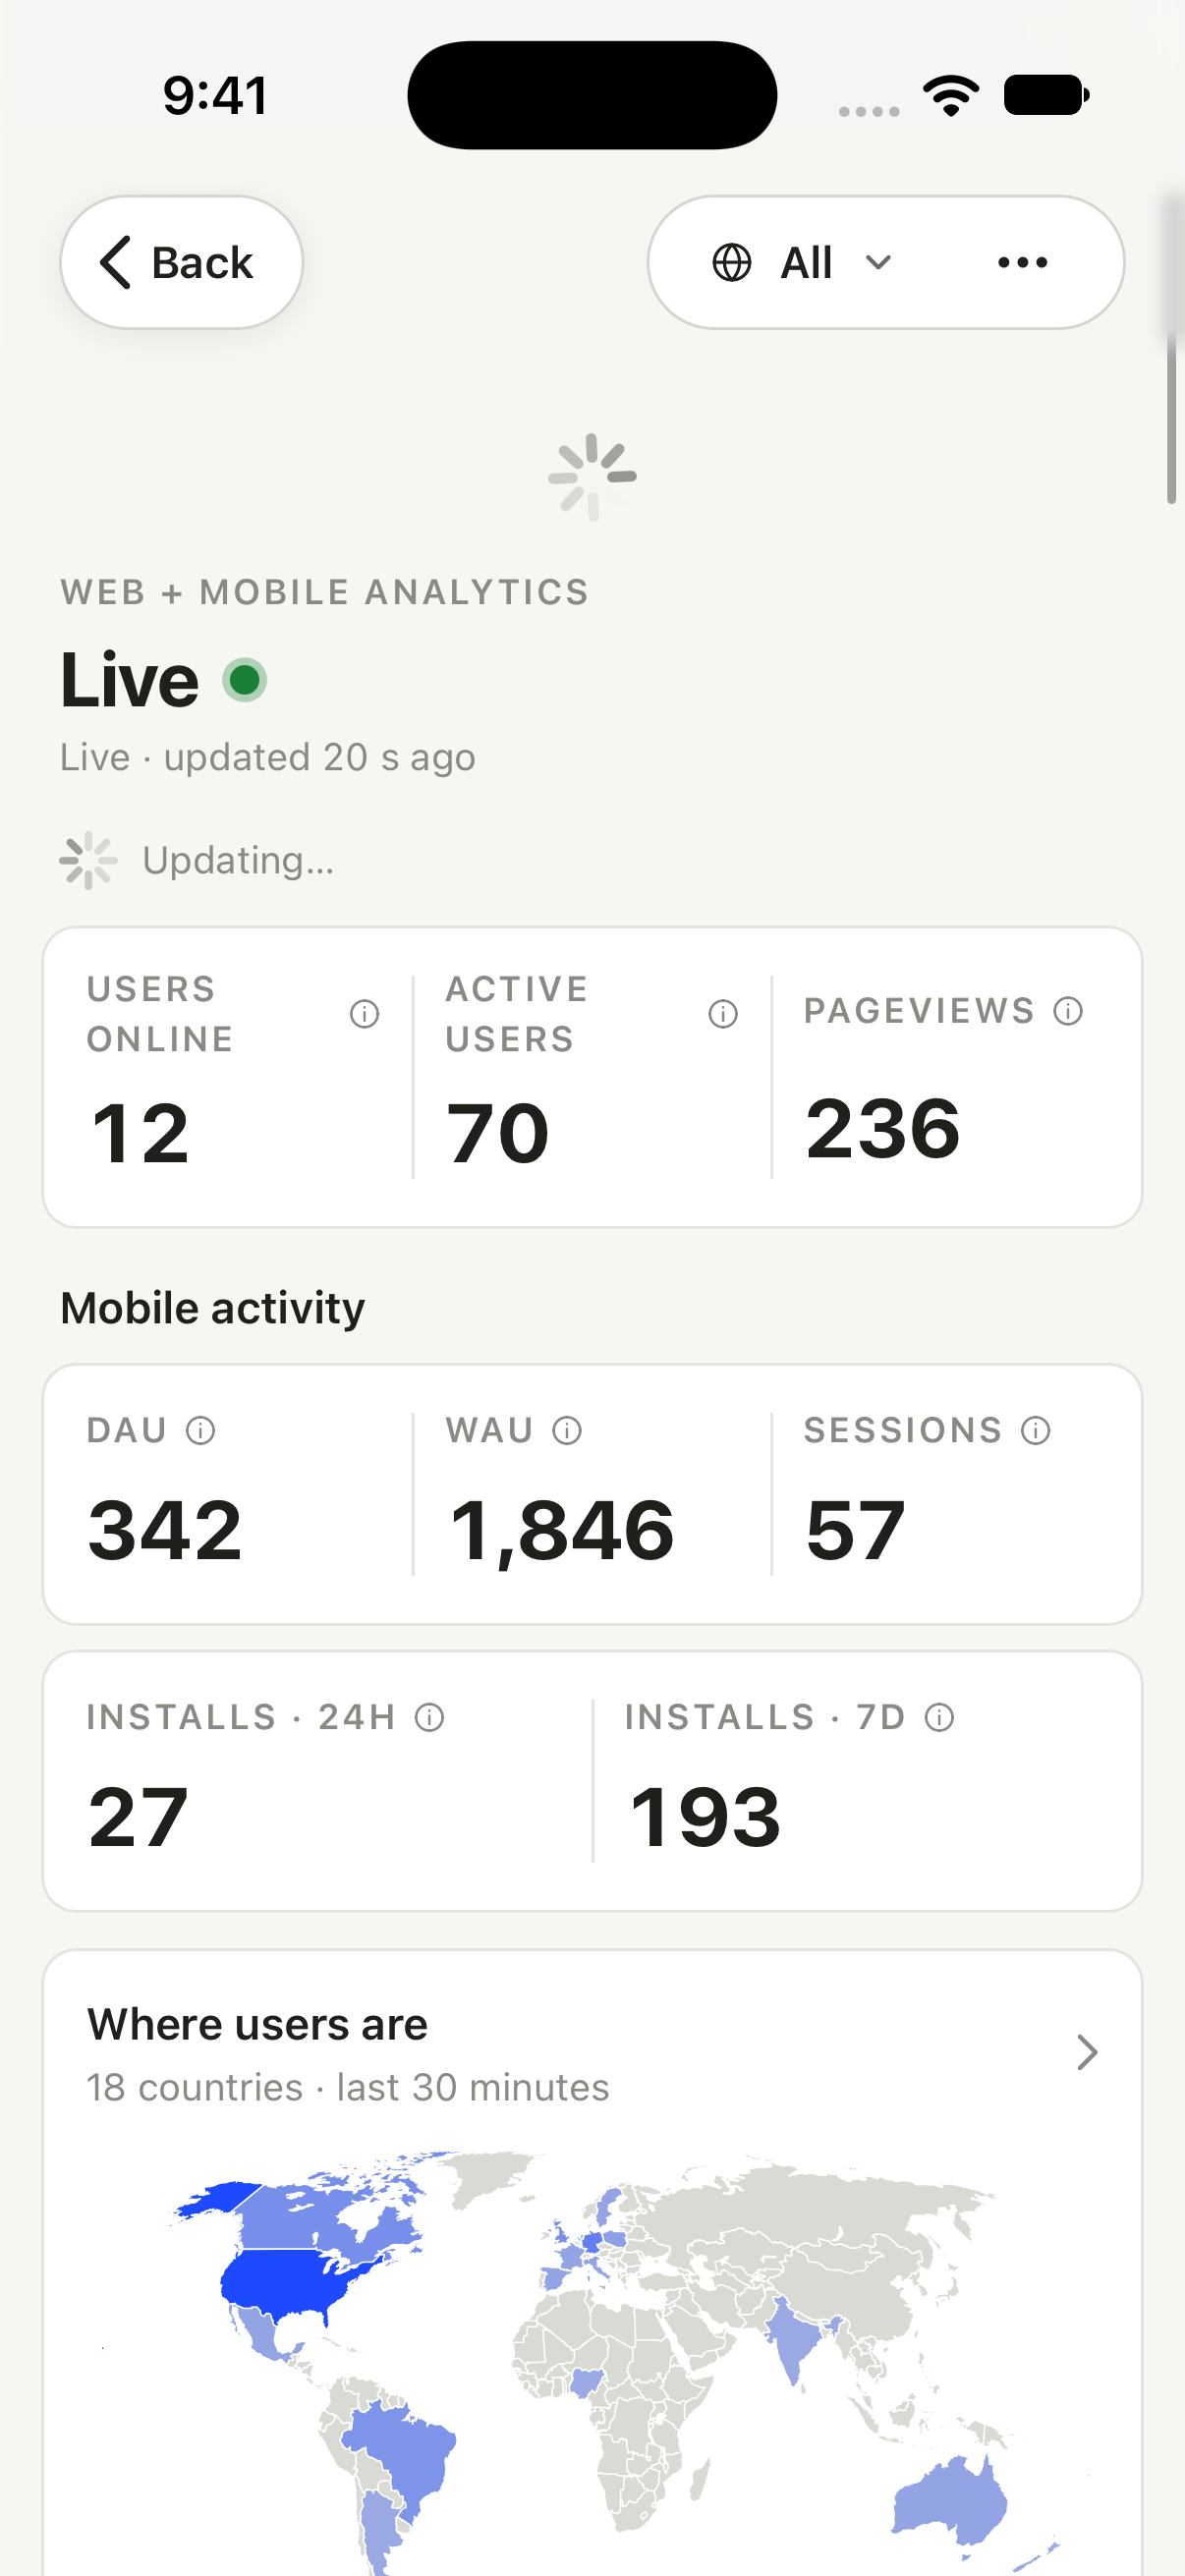 9:41
Back
All
WEB + MOBILE ANALYTICS
Live
Live · updated 20 s ago
Updating...
USERS ONLINE
ACTIVE USERS
PAGEVIEWS
12
70
236
Mobile activity
DAU
WAU
SESSIONS
342
1,846
57
INSTALLS · 24H
INSTALLS · 7D
27
193
Where users are
18 countries · last 30 minutes